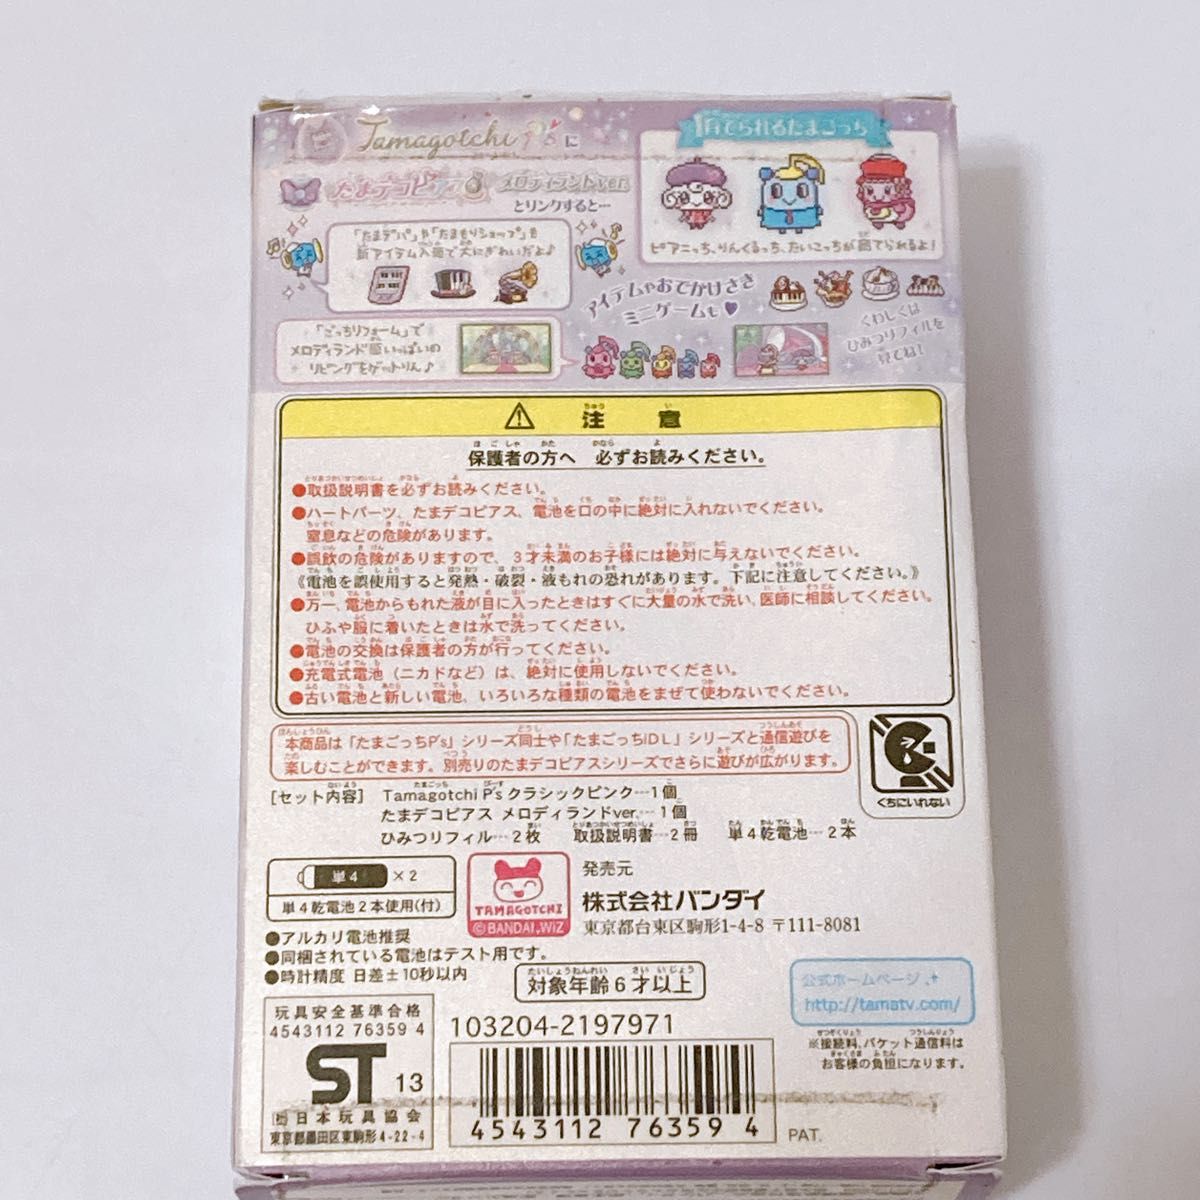 Tamagotchi P'sに
たまデコピアス メロディランドver.
とリンクすると…
「たまデパ」や「たまもりショップ」も
新アイテム入荷で大にぎわいだよ♪
「ごっちリフォーム」で
メロディランド感いっぱいの
リビングをゲットりん♪
育てられるたまごっち
ピアニっち、りんくるっち、たいこっちが育てられるよ!
アイテムやおでかけさき
ミニゲームも♥
くわしくは
ひみつリフィルを
見てね!
⚠ 注意
保護者の方へ 必ずお読みください。
●取扱説明書を必ずお読みください。
●ハートパーツ、たまデコピアス、電池を口の中に絶対に入れないでください。
窒息などの危険があります。
●誤飲の危険がありますので、3才未満のお子様には絶対に与えないでください。
《電池を誤使用すると発熱・破裂・液もれの恐れがあります。下記に注意してください。》
●万一、電池からもれた液が目に入ったときはすぐに大量の水で洗い、医師に相談してください。
ひふや服に着いたときは水で洗ってください。
●電池の交換は保護者の方が行ってください。
●充電式電池(ニカドなど)は、絶対に使用しないでください。
●古い電池と新しい電池、いろいろな種類の電池をまぜて使わないでください。
本商品は「たまごっちP's」シリーズ同士や「たまごっちiDL」シリーズと通信遊びを
楽しむことができます。別売りのたまデコピアスシリーズでさらに遊びが広がります。
くちにいれない
[セット内容] Tamagotchi P's クラシックピンク…1個
たまデコピアス メロディランドver.…1個
ひみつリフィル…2枚 取扱説明書…2冊 単4乾電池…2本
単4 ×2
単4乾電池2本使用(付)
●アルカリ電池推奨
●同梱されている電池はテスト用です。
●時計精度 日差±10秒以内
TAMAGOTCHI
©BANDAI,WiZ
発売元
株式会社バンダイ
東京都台東区駒形1-4-8 〒111-8081
対象年齢6才以上
公式ホームページ
http://tamatv.com/
※接続料、パケット通信料は
お客様の負担になります。
玩具安全基準合格
4543112 76359 4
ST 13
(社)日本玩具協会
東京都墨田区東駒形4-22-4
103204-2197971
4543112 763594
PAT.